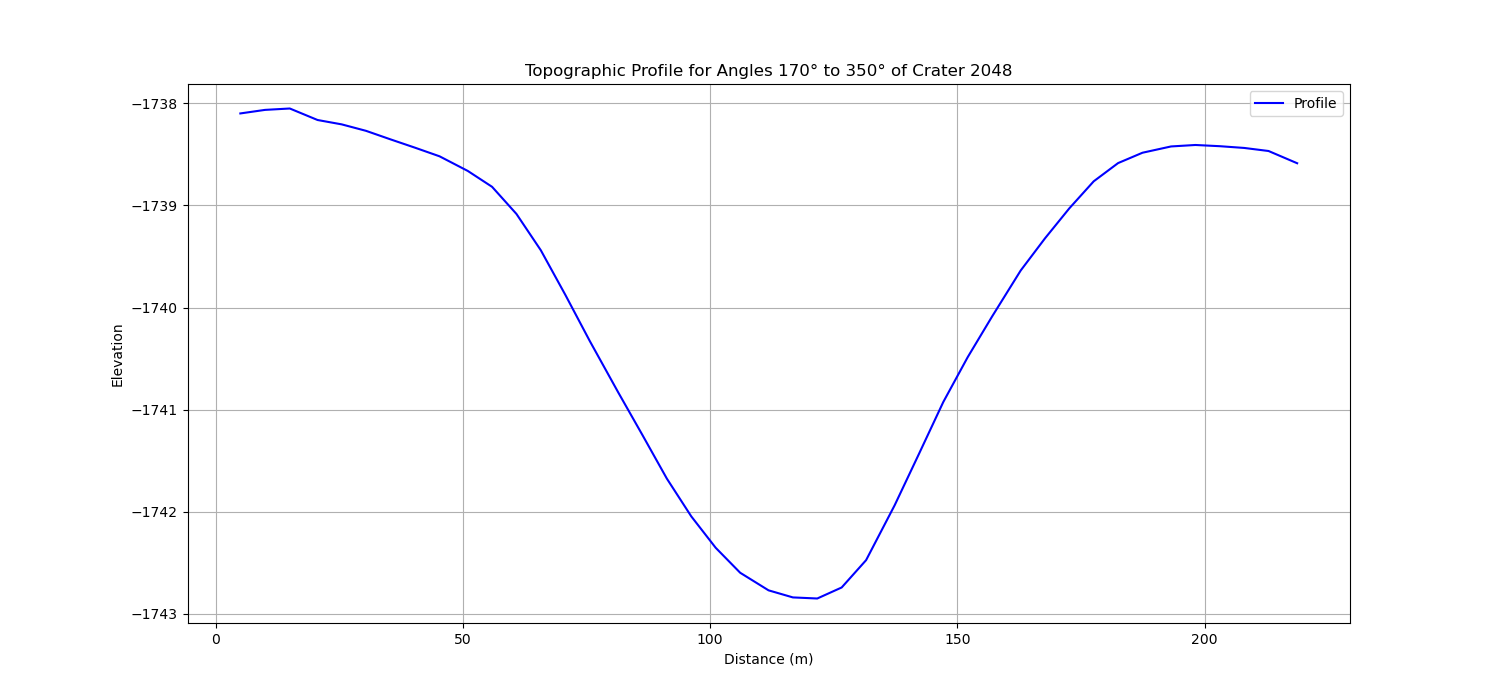 Topographic Profile for Angles 170° to 350° of Crater 2048
Profile
−1738
−1739
−1740
−1741
−1742
−1743
Elevation
0
50
100
150
200
Distance (m)